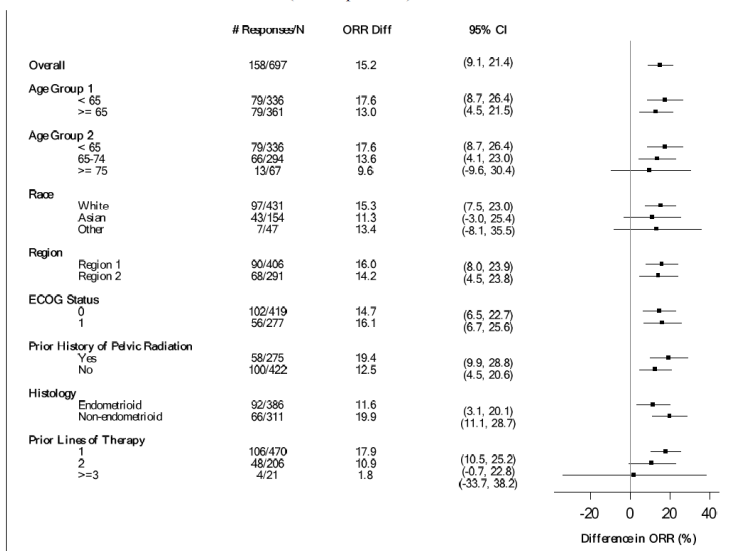 # Responses/N ORR Diff 95% CI
Overall 158/697 15.2 (9.1, 21.4)
Age Group 1
< 65 79/336 17.6 (8.7, 26.4)
>= 65 79/361 13.0 (4.5, 21.5)
Age Group 2
< 65 79/336 17.6 (8.7, 26.4)
65-74 66/294 13.6 (4.1, 23.0)
>= 75 13/67 9.6 (-9.6, 30.4)
Race
White 97/431 15.3 (7.5, 23.0)
Asian 43/154 11.3 (-3.0, 25.4)
Other 7/47 13.4 (-8.1, 35.5)
Region
Region 1 90/406 16.0 (8.0, 23.9)
Region 2 68/291 14.2 (4.5, 23.8)
ECOG Status
0 102/419 14.7 (6.5, 22.7)
1 56/277 16.1 (6.7, 25.6)
Prior History of Pelvic Radiation
Yes 58/275 19.4 (9.9, 28.8)
No 100/422 12.5 (4.5, 20.6)
Histology
Endometrioid 92/386 11.6 (3.1, 20.1)
Non-endometrioid 66/311 19.9 (11.1, 28.7)
Prior Lines of Therapy
1 106/470 17.9 (10.5, 25.2)
2 48/206 10.9 (-0.7, 22.8)
>=3 4/21 1.8 (-33.7, 38.2)
-20 0 20 40
Difference in ORR (%)